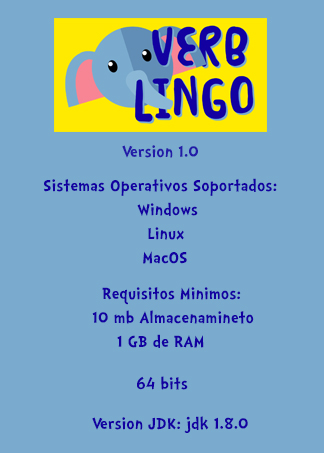 VERB
LINGO
Version 1.0
Sistemas Operativos Soportados:
Windows
Linux
MacOS
Requisitos Minimos:
10 mb Almacenamineto
1 GB de RAM
64 bits
Version JDK: jdk 1.8.0